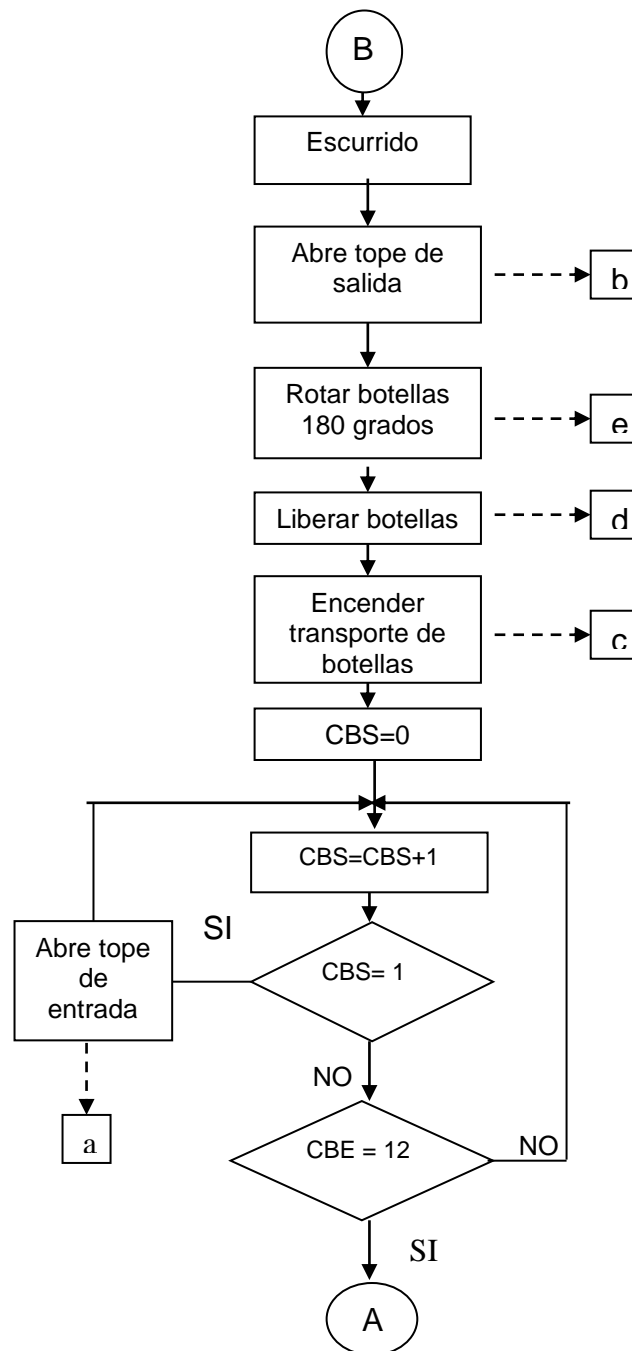 B
Escurrido
Abre tope de
salida
b
Rotar botellas
180 grados
e
Liberar botellas
d
Encender
transporte de
botellas
c
CBS=0
CBS=CBS+1
SI
Abre tope
de
entrada
CBS= 1
NO
a
CBE = 12
NO
SI
A